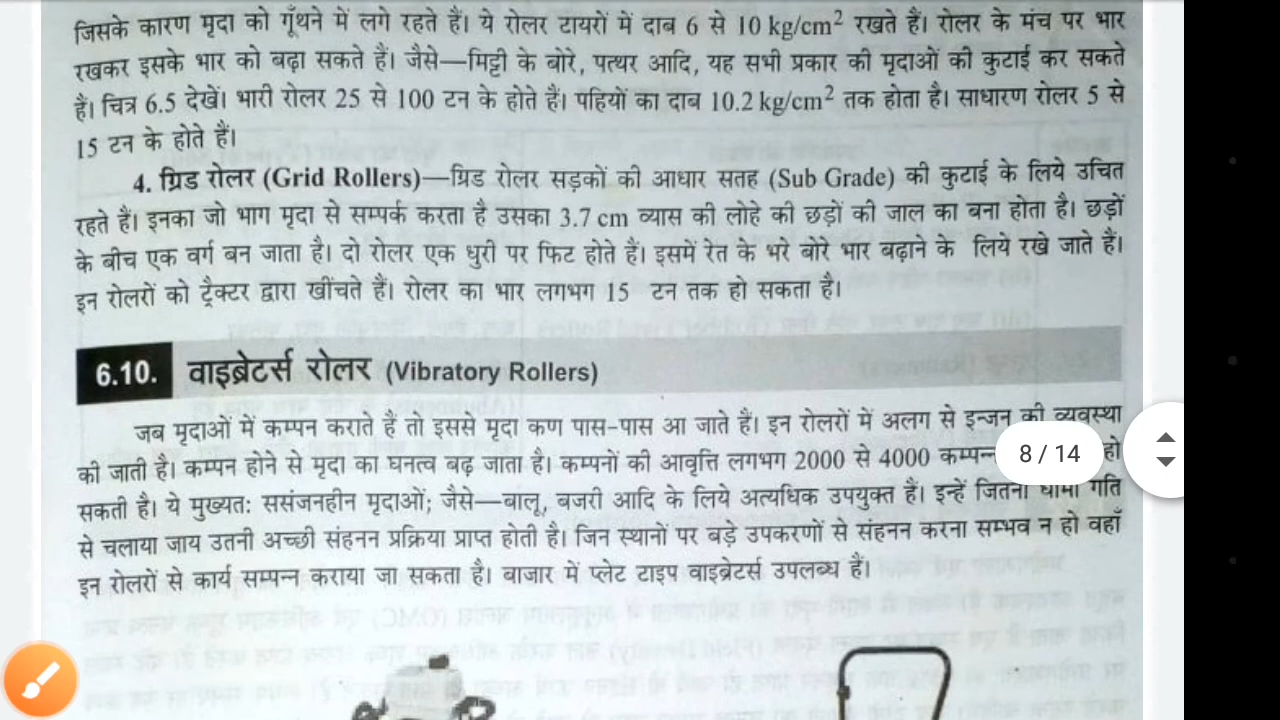 जिसके कारण मृदा को गूँथने में लगे रहते हैं। ये रोलर टायरों में दाब 6 से 10 kg/cm² रखते हैं। रोलर के मंच पर भार
रखकर इसके भार को बढ़ा सकते हैं। जैसे—मिट्टी के बोरे, पत्थर आदि, यह सभी प्रकार की मृदाओं की कुटाई कर सकते
हैं। चित्र 6.5 देखें। भारी रोलर 25 से 100 टन के होते हैं। पहियों का दाब 10.2 kg/cm² तक होता है। साधारण रोलर 5 से
15 टन के होते हैं।
4. ग्रिड रोलर (Grid Rollers)—ग्रिड रोलर सड़कों की आधार सतह (Sub Grade) की कुटाई के लिये उचित
रहते हैं। इनका जो भाग मृदा से सम्पर्क करता है उसका 3.7 cm व्यास की लोहे की छड़ों की जाल का बना होता है। छड़ों
के बीच एक वर्ग बन जाता है। दो रोलर एक धुरी पर फिट होते हैं। इसमें रेत के भरे बोरे भार बढ़ाने के लिये रखे जाते हैं।
इन रोलरों को ट्रैक्टर द्वारा खींचते हैं। रोलर का भार लगभग 15 टन तक हो सकता है।
6.10. वाइब्रेटर्स रोलर (Vibratory Rollers)
जब मृदाओं में कम्पन कराते हैं तो इससे मृदा कण पास-पास आ जाते हैं। इन रोलरों में अलग से इन्जन की व्यवस्था
की जाती है। कम्पन होने से मृदा का घनत्व बढ़ जाता है। कम्पनों की आवृत्ति लगभग 2000 से 4000 कम्पन हो
8 / 14
सकती है। ये मुख्यतः ससंजनहीन मृदाओं; जैसे—बालू, बजरी आदि के लिये अत्यधिक उपयुक्त हैं। इन्हें जितनी धीमी गति
से चलाया जाय उतनी अच्छी संहनन प्रक्रिया प्राप्त होती है। जिन स्थानों पर बड़े उपकरणों से संहनन करना सम्भव न हो वहाँ
इन रोलरों से कार्य सम्पन्न कराया जा सकता है। बाजार में प्लेट टाइप वाइब्रेटर्स उपलब्ध हैं।